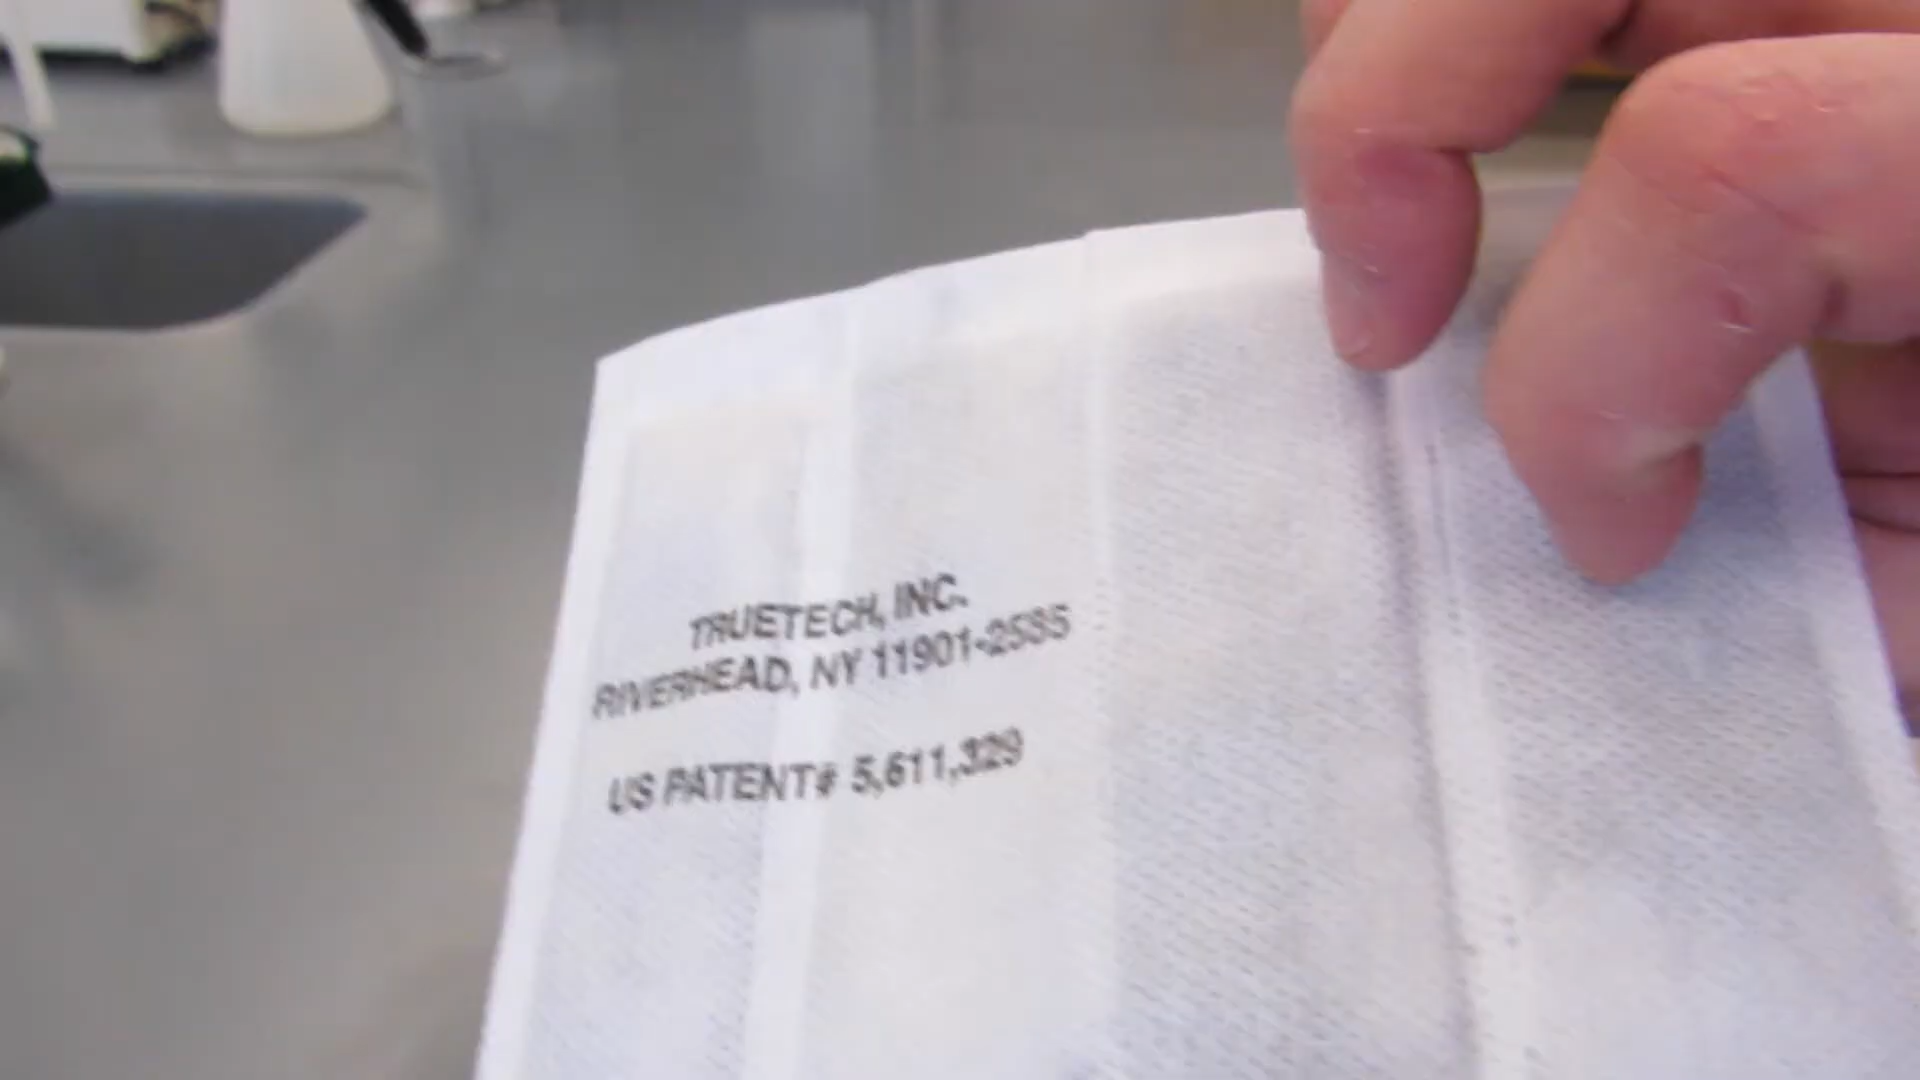 TRUETECH, INC.
RIVERHEAD, NY 11901-2535
US PATENT# 5,611,329